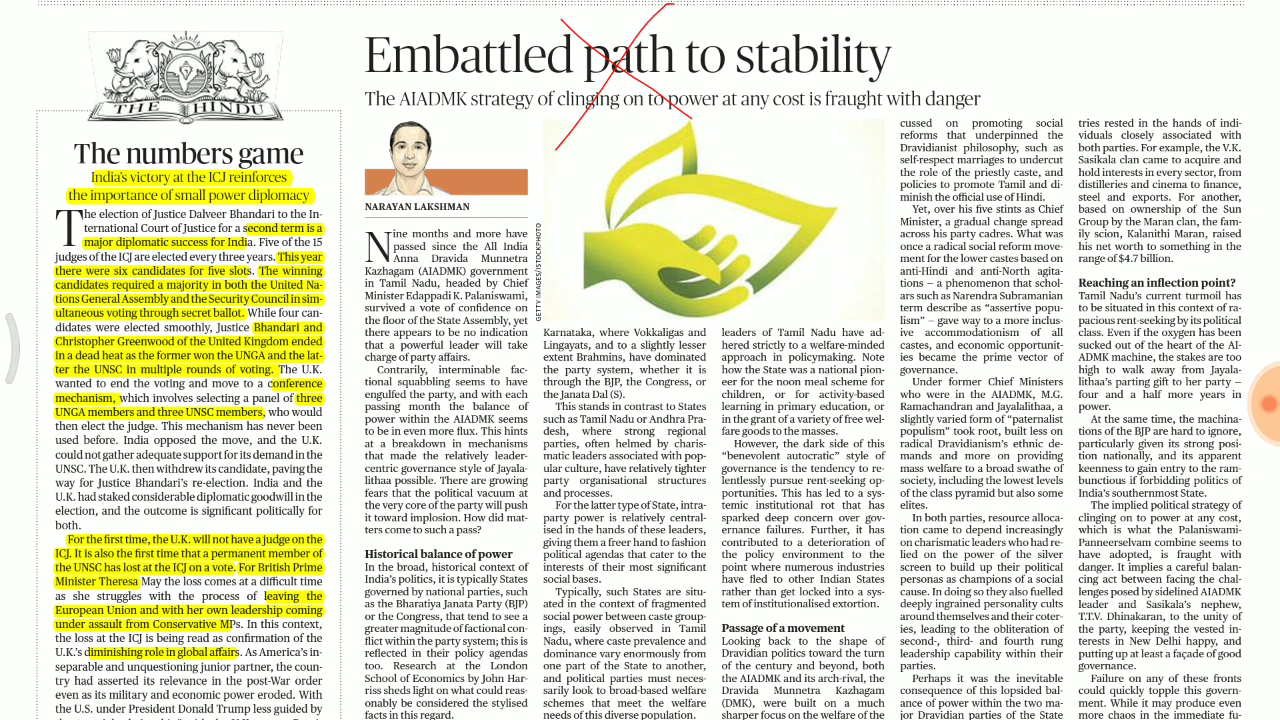 THE HINDU
The numbers game
India's victory at the ICJ reinforces
the importance of small power diplomacy
The election of Justice Dalveer Bhandari to the In-
ternational Court of Justice for a second term is a
major diplomatic success for India. Five of the 15
judges of the ICJ are elected every three years. This year
there were six candidates for five slots. The winning
candidates required a majority in both the United Na-
tions General Assembly and the Security Council in sim-
ultaneous voting through secret ballot. While four can-
didates were elected smoothly, Justice Bhandari and
Christopher Greenwood of the United Kingdom ended
in a dead heat as the former won the UNGA and the lat-
ter the UNSC in multiple rounds of voting. The U.K.
wanted to end the voting and move to a conference
mechanism, which involves selecting a panel of three
UNGA members and three UNSC members, who would
then elect the judge. This mechanism has never been
used before. India opposed the move, and the U.K.
could not gather adequate support for its demand in the
UNSC. The U.K. then withdrew its candidate, paving the
way for Justice Bhandari's re-election. India and the
U.K. had staked considerable diplomatic goodwill in the
election, and the outcome is significant politically for
both.
For the first time, the U.K. will not have a judge on the
ICJ. It is also the first time that a permanent member of
the UNSC has lost at the ICJ on a vote. For British Prime
Minister Theresa May the loss comes at a difficult time
as she struggles with the process of leaving the
European Union and with her own leadership coming
under assault from Conservative MPs. In this context,
the loss at the ICJ is being read as confirmation of the
U.K.'s diminishing role in global affairs. As America's in-
separable and unquestioning junior partner, the coun-
try had asserted its relevance in the post-War order
even as its military and economic power eroded. With
the U.S. under President Donald Trump less guided by
Embattled path to stability
The AIADMK strategy of clinging on to power at any cost is fraught with danger
NARAYAN LAKSHMAN
Nine months and more have
passed since the All India
Anna Dravida Munnetra
Kazhagam (AIADMK) government
in Tamil Nadu, headed by Chief
Minister Edappadi K. Palaniswami,
survived a vote of confidence on
the floor of the State Assembly, yet
there appears to be no indication
that a powerful leader will take
charge of party affairs.
Contrarily, interminable fac-
tional squabbling seems to have
engulfed the party, and with each
passing month the balance of
power within the AIADMK seems
to be in even more flux. This hints
at a breakdown in mechanisms
that made the relatively leader-
centric governance style of Jayala-
lithaa possible. There are growing
fears that the political vacuum at
the very core of the party will push
it toward implosion. How did mat-
ters come to such a pass?
Historical balance of power
In the broad, historical context of
India's politics, it is typically States
governed by national parties, such
as the Bharatiya Janata Party (BJP)
or the Congress, that tend to see a
greater magnitude of factional con-
flict within the party system; this is
reflected in their policy agendas
too. Research at the London
School of Economics by John Har-
riss sheds light on what could reas-
onably be considered the stylised
facts in this regard.
GETTY IMAGES/ISTOCKPHOTO
Karnataka, where Vokkaligas and
Lingayats, and to a slightly lesser
extent Brahmins, have dominated
the party system, whether it is
through the BJP, the Congress, or
the Janata Dal (S).
This stands in contrast to States
such as Tamil Nadu or Andhra Pra-
desh, where strong regional
parties, often helmed by charis-
matic leaders associated with pop-
ular culture, have relatively tighter
party organisational structures
and processes.
For the latter type of State, intra-
party power is relatively central-
ised in the hands of these leaders,
giving them a freer hand to fashion
political agendas that cater to the
interests of their most significant
social bases.
Typically, such States are situ-
ated in the context of fragmented
social power between caste group-
ings, easily observed in Tamil
Nadu, where caste prevalence and
dominance vary enormously from
one part of the State to another,
and political parties must neces-
sarily look to broad-based welfare
schemes that meet the welfare
needs of this diverse population.
leaders of Tamil Nadu have ad-
hered strictly to a welfare-minded
approach in policymaking. Note
how the State was a national pion-
eer for the noon meal scheme for
children, or for activity-based
learning in primary education, or
in the grant of a variety of free wel-
fare goods to the masses.
However, the dark side of this
“benevolent autocratic” style of
governance is the tendency to re-
lentlessly pursue rent-seeking op-
portunities. This has led to a sys-
temic institutional rot that has
sparked deep concern over gov-
ernance failures. Further, it has
contributed to a deterioration of
the policy environment to the
point where numerous industries
have fled to other Indian States
rather than get locked into a sys-
tem of institutionalised extortion.
Passage of a movement
Looking back to the shape of
Dravidian politics toward the turn
of the century and beyond, both
the AIADMK and its arch-rival, the
Dravida Munnetra Kazhagam
(DMK), were built on a much
sharper focus on the welfare of the
cussed on promoting social
reforms that underpinned the
Dravidianist philosophy, such as
self-respect marriages to undercut
the role of the priestly caste, and
policies to promote Tamil and di-
minish the official use of Hindi.
Yet, over his five stints as Chief
Minister, a gradual change spread
across his party cadres. What was
once a radical social reform move-
ment for the lower castes based on
anti-Hindi and anti-North agita-
tions – a phenomenon that schol-
ars such as Narendra Subramanian
term describe as “assertive popu-
lism” – gave way to a more inclus-
ive accommodationism of all
castes, and economic opportunit-
ies became the prime vector of
governance.
Under former Chief Ministers
who were in the AIADMK, M.G.
Ramachandran and Jayalalithaa, a
slightly varied form of “paternalist
populism” took root, built less on
radical Dravidianism's ethnic de-
mands and more on providing
mass welfare to a broad swathe of
society, including the lowest levels
of the class pyramid but also some
elites.
In both parties, resource alloca-
tion came to depend increasingly
on charismatic leaders who had re-
lied on the power of the silver
screen to build up their political
personas as champions of a social
cause. In doing so they also fuelled
deeply ingrained personality cults
around themselves and their coter-
ies, leading to the obliteration of
second-, third- and fourth rung
leadership capability within their
parties.
Perhaps it was the inevitable
consequence of this lopsided bal-
ance of power within the two ma-
jor Dravidian parties of the State
tries rested in the hands of indi-
viduals closely associated with
both parties. For example, the V.K.
Sasikala clan came to acquire and
hold interests in every sector, from
distilleries and cinema to finance,
steel and exports. For another,
based on ownership of the Sun
Group by the Maran clan, the fam-
ily scion, Kalanithi Maran, raised
his net worth to something in the
range of $4.7 billion.
Reaching an inflection point?
Tamil Nadu's current turmoil has
to be situated in this context of ra-
pacious rent-seeking by its political
class. Even if the oxygen has been
sucked out of the heart of the AI-
ADMK machine, the stakes are too
high to walk away from Jayala-
lithaa's parting gift to her party –
four and a half more years in
power.
At the same time, the machina-
tions of the BJP are hard to ignore,
particularly given its strong posi-
tion nationally, and its apparent
keenness to gain entry to the ram-
bunctious if forbidding politics of
India's southernmost State.
The implied political strategy of
clinging on to power at any cost,
which is what the Palaniswami-
Panneerselvam combine seems to
have adopted, is fraught with
danger. It implies a careful balan-
cing act between facing the chal-
lenges posed by sidelined AIADMK
leader and Sasikala's nephew,
T.T.V. Dhinakaran, to the unity of
the party, keeping the vested in-
terests in New Delhi happy, and
putting up at least a façade of good
governance.
Failure on any of these fronts
could quickly topple this govern-
ment. While it may produce even
more chaos in the immediate fu-